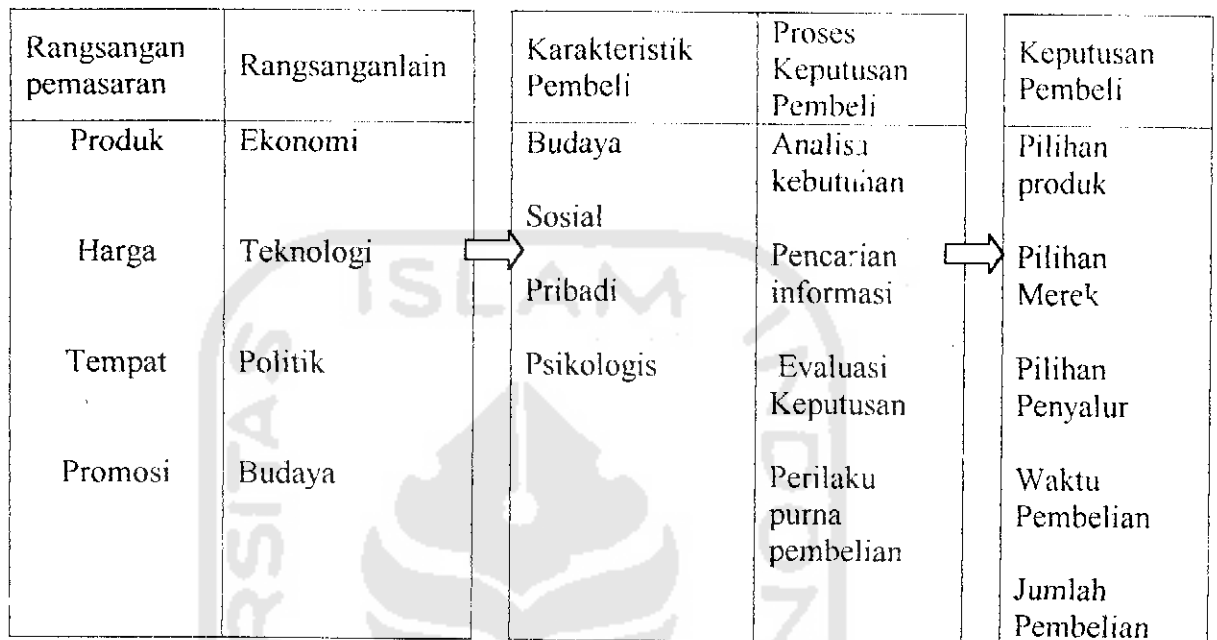 Rangsangan
pemasaran
Rangsanganlain
Produk
Ekonomi
Harga
Teknologi
Tempat
Politik
Promosi
Budaya
Karakteristik
Pembeli
Proses
Keputusan
Pembeli
Budaya
Sosial
Pribadi
Psikologis
Analisa
kebutuhan
Pencarian
informasi
Evaluasi
Keputusan
Perilaku
purna
pembelian
Keputusan
Pembeli
Pilihan
produk
Pilihan
Merek
Pilihan
Penyalur
Waktu
Pembelian
Jumlah
Pembelian
ISLAM